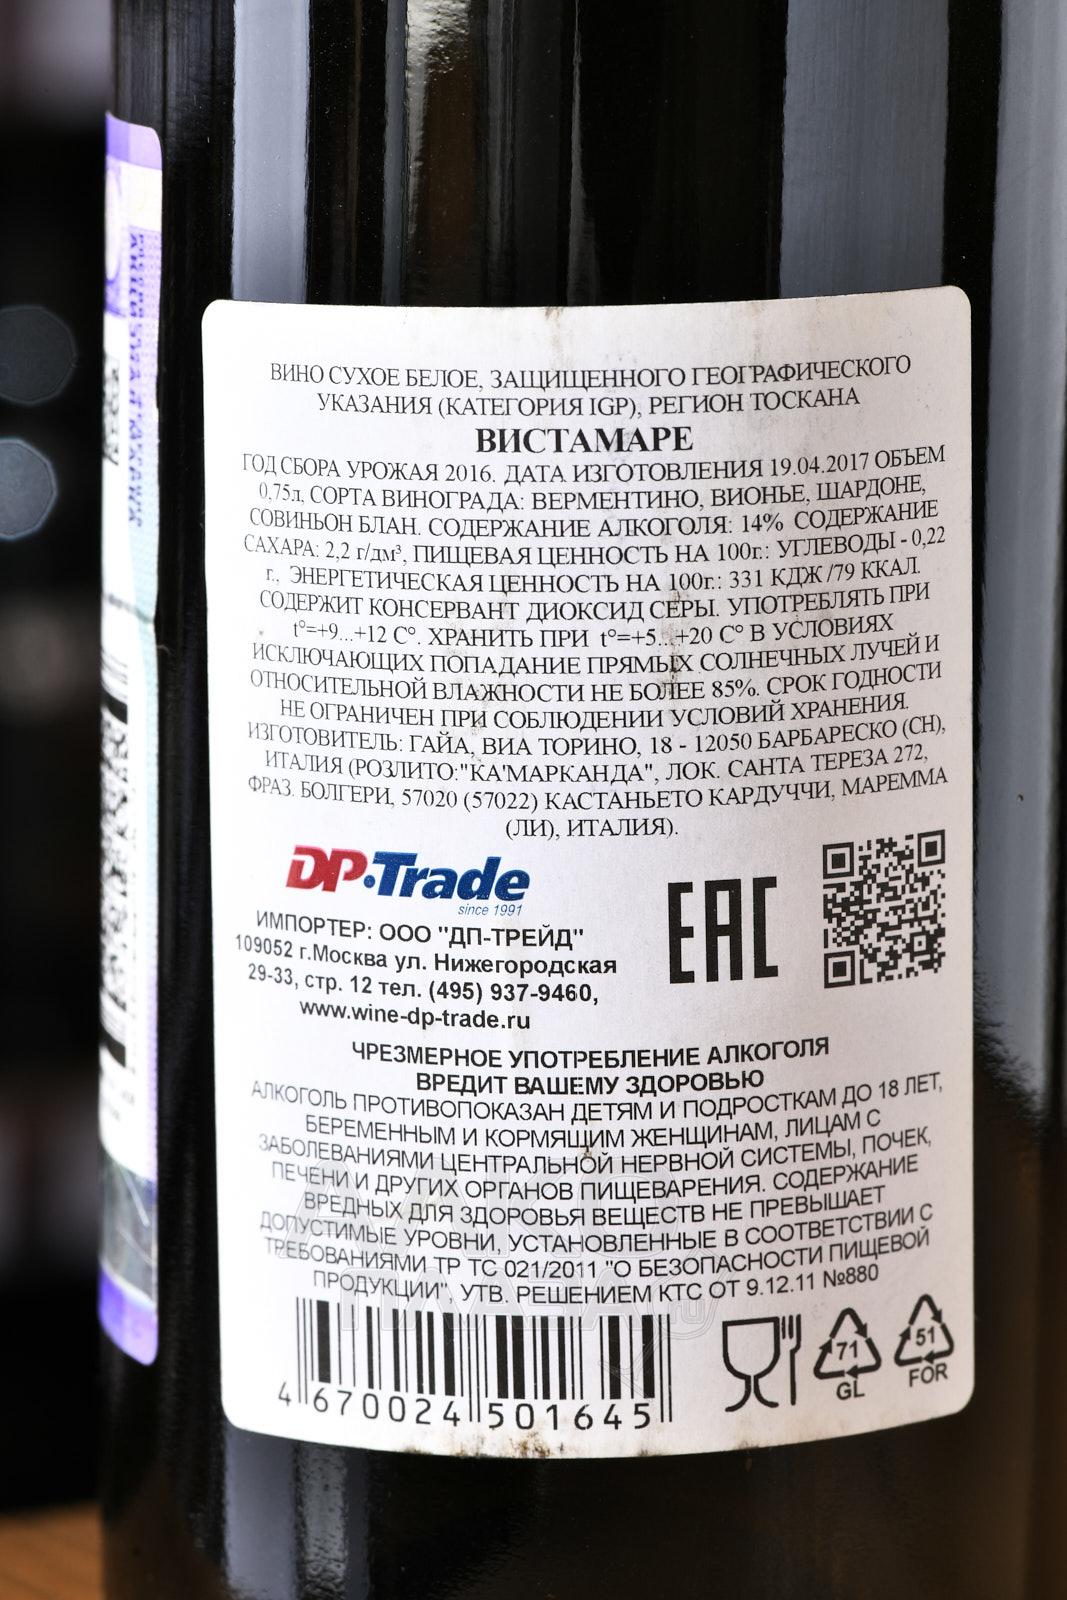 ВИНО СУХОЕ БЕЛОЕ, ЗАЩИЩЕННОГО ГЕОГРАФИЧЕСКОГО
УКАЗАНИЯ (КАТЕГОРИЯ IGP), РЕГИОН ТОСКАНА
ВИСТАМАРЕ
ГОД СБОРА УРОЖАЯ 2016. ДАТА ИЗГОТОВЛЕНИЯ 19.04.2017 ОБЪЕМ
0,75л, СОРТА ВИНОГРАДА: ВЕРМЕНТИНО, ВИОНЬЕ, ШАРДОНЕ,
СОВИНЬОН БЛАН. СОДЕРЖАНИЕ АЛКОГОЛЯ: 14% СОДЕРЖАНИЕ
САХАРА: 2,2 г/дм³, ПИЩЕВАЯ ЦЕННОСТЬ НА 100г.: УГЛЕВОДЫ - 0,22
г., ЭНЕРГЕТИЧЕСКАЯ ЦЕННОСТЬ НА 100г.: 331 КДЖ /79 ККАЛ.
СОДЕРЖИТ КОНСЕРВАНТ ДИОКСИД СЕРЫ. УПОТРЕБЛЯТЬ ПРИ
t°=+9...+12 С°. ХРАНИТЬ ПРИ t°=+5...+20 С° В УСЛОВИЯХ
ИСКЛЮЧАЮЩИХ ПОПАДАНИЕ ПРЯМЫХ СОЛНЕЧНЫХ ЛУЧЕЙ И
ОТНОСИТЕЛЬНОЙ ВЛАЖНОСТИ НЕ БОЛЕЕ 85%. СРОК ГОДНОСТИ
НЕ ОГРАНИЧЕН ПРИ СОБЛЮДЕНИИ УСЛОВИЙ ХРАНЕНИЯ.
ИЗГОТОВИТЕЛЬ: ГАЙА, ВИА ТОРИНО, 18 - 12050 БАРБАРЕСКО (СН),
ИТАЛИЯ (РОЗЛИТО:"КА'МАРКАНДА", ЛОК. САНТА ТЕРЕЗА 272,
ФРАЗ. БОЛГЕРИ, 57020 (57022) КАСТАНЬЕТО КАРДУЧЧИ, МАРЕММА
(ЛИ), ИТАЛИЯ).
DP·Trade
since 1991
ИМПОРТЕР: ООО "ДП-ТРЕЙД"
109052 г.Москва ул. Нижегородская
29-33, стр. 12 тел. (495) 937-9460,
www.wine-dp-trade.ru
EAC
ЧРЕЗМЕРНОЕ УПОТРЕБЛЕНИЕ АЛКОГОЛЯ
ВРЕДИТ ВАШЕМУ ЗДОРОВЬЮ
АЛКОГОЛЬ ПРОТИВОПОКАЗАН ДЕТЯМ И ПОДРОСТКАМ ДО 18 ЛЕТ,
БЕРЕМЕННЫМ И КОРМЯЩИМ ЖЕНЩИНАМ, ЛИЦАМ С
ЗАБОЛЕВАНИЯМИ ЦЕНТРАЛЬНОЙ НЕРВНОЙ СИСТЕМЫ, ПОЧЕК,
ПЕЧЕНИ И ДРУГИХ ОРГАНОВ ПИЩЕВАРЕНИЯ. СОДЕРЖАНИЕ
ВРЕДНЫХ ДЛЯ ЗДОРОВЬЯ ВЕЩЕСТВ НЕ ПРЕВЫШАЕТ
ДОПУСТИМЫЕ УРОВНИ, УСТАНОВЛЕННЫЕ В СООТВЕТСТВИИ С
ТРЕБОВАНИЯМИ ТР ТС 021/2011 "О БЕЗОПАСНОСТИ ПИЩЕВОЙ
ПРОДУКЦИИ", УТВ. РЕШЕНИЕМ КТС ОТ 9.12.11 №880
4 670024 501645
71
GL
51
FOR